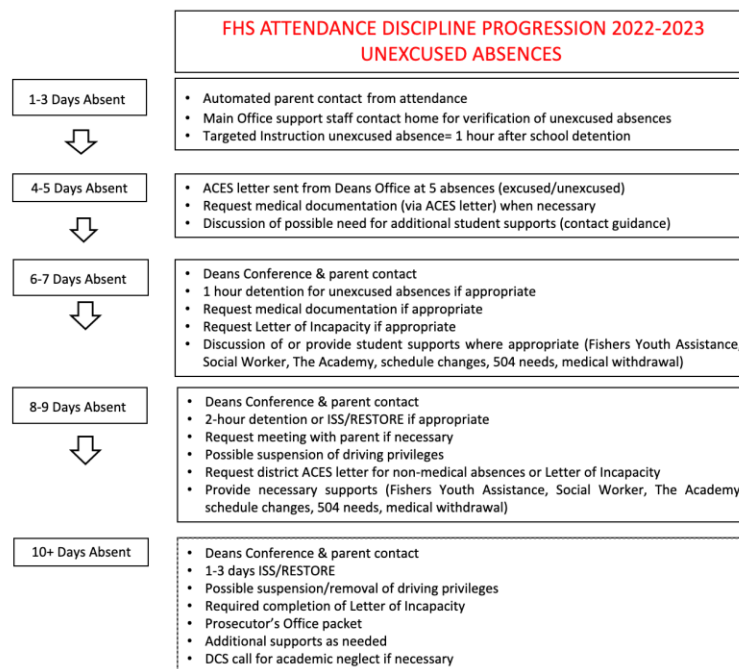 FHS ATTENDANCE DISCIPLINE PROGRESSION 2022-2023
UNEXCUSED ABSENCES
1-3 Days Absent
• Automated parent contact from attendance
• Main Office support staff contact home for verification of unexcused absences
• Targeted Instruction unexcused absence= 1 hour after school detention
4-5 Days Absent
• ACES letter sent from Deans Office at 5 absences (excused/unexcused)
• Request medical documentation (via ACES letter) when necessary
• Discussion of possible need for additional student supports (contact guidance)
6-7 Days Absent
• Deans Conference & parent contact
• 1 hour detention for unexcused absences if appropriate
• Request medical documentation if appropriate
• Request Letter of Incapacity if appropriate
• Discussion of or provide student supports where appropriate (Fishers Youth Assistance,
Social Worker, The Academy, schedule changes, 504 needs, medical withdrawal)
8-9 Days Absent
• Deans Conference & parent contact
• 2-hour detention or ISS/RESTORE if appropriate
• Request meeting with parent if necessary
• Possible suspension of driving privileges
• Request district ACES letter for non-medical absences or Letter of Incapacity
• Provide necessary supports (Fishers Youth Assistance, Social Worker, The Academy
schedule changes, 504 needs, medical withdrawal)
10+ Days Absent
• Deans Conference & parent contact
• 1-3 days ISS/RESTORE
• Possible suspension/removal of driving privileges
• Required completion of Letter of Incapacity
• Prosecutor's Office packet
• Additional supports as needed
• DCS call for academic neglect if necessary